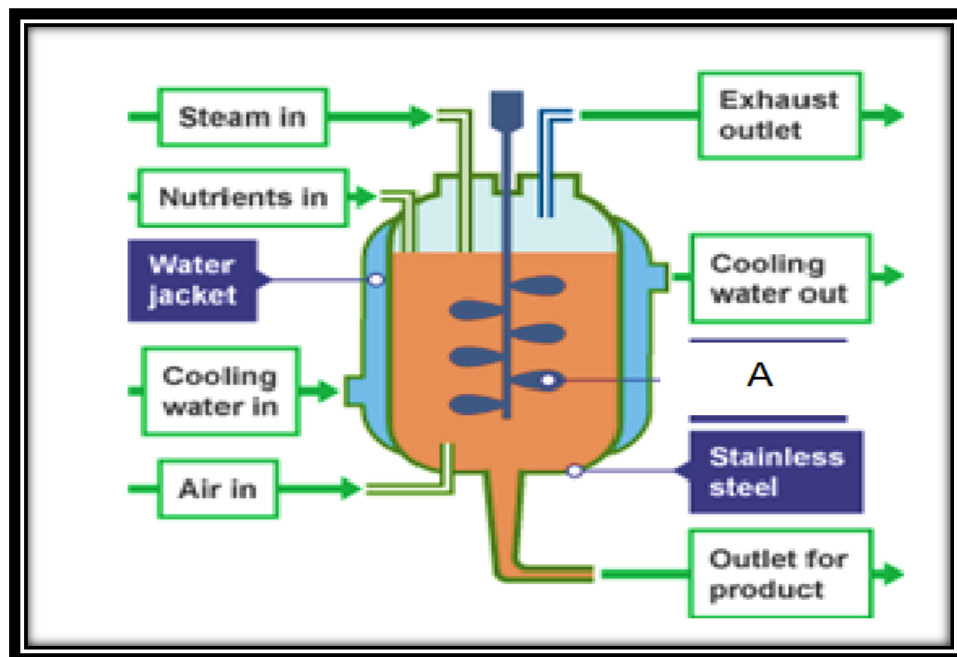 Steam in
Exhaust
outlet
Nutrients in
Water
jacket
Cooling
water out
Cooling
water in
A
Stainless
steel
Air in
Outlet for
product